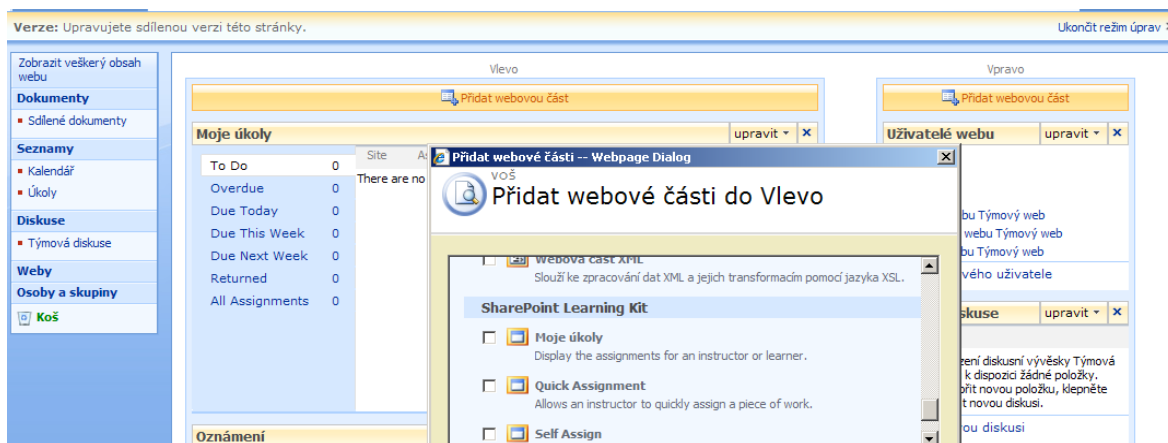 Verze: Upravujete sdílenou verzi této stránky.
Ukončit režim úprav
Zobrazit veškerý obsah
webu
Dokumenty
Sdílené dokumenty
Seznamy
Kalendář
Úkoly
Diskuse
Týmová diskuse
Weby
Osoby a skupiny
Koš
Vlevo
Přidat webovou část
Moje úkoly
upravit
To Do 0
Overdue 0
Due Today 0
Due This Week 0
Due Next Week 0
Returned 0
All Assignments 0
Site
There are no
Oznámení
Přidat webové části -- Webpage Dialog
VOŠ
Přidat webové části do Vlevo
Webová část XML
Slouží ke zpracování dat XML a jejich transformacím pomocí jazyka XSL.
SharePoint Learning Kit
Moje úkoly
Display the assignments for an instructor or learner.
Quick Assignment
Allows an instructor to quickly assign a piece of work.
Self Assign
Vpravo
Přidat webovou část
Uživatelé webu
upravit
bu Týmový web
webu Týmový web
bu Týmový web
vého uživatele
skuse
upravit
zení diskusní vývěsky Týmová
k dispozici žádné položky.
ořit novou položku, klepněte
t novou diskusi.
ou diskusi